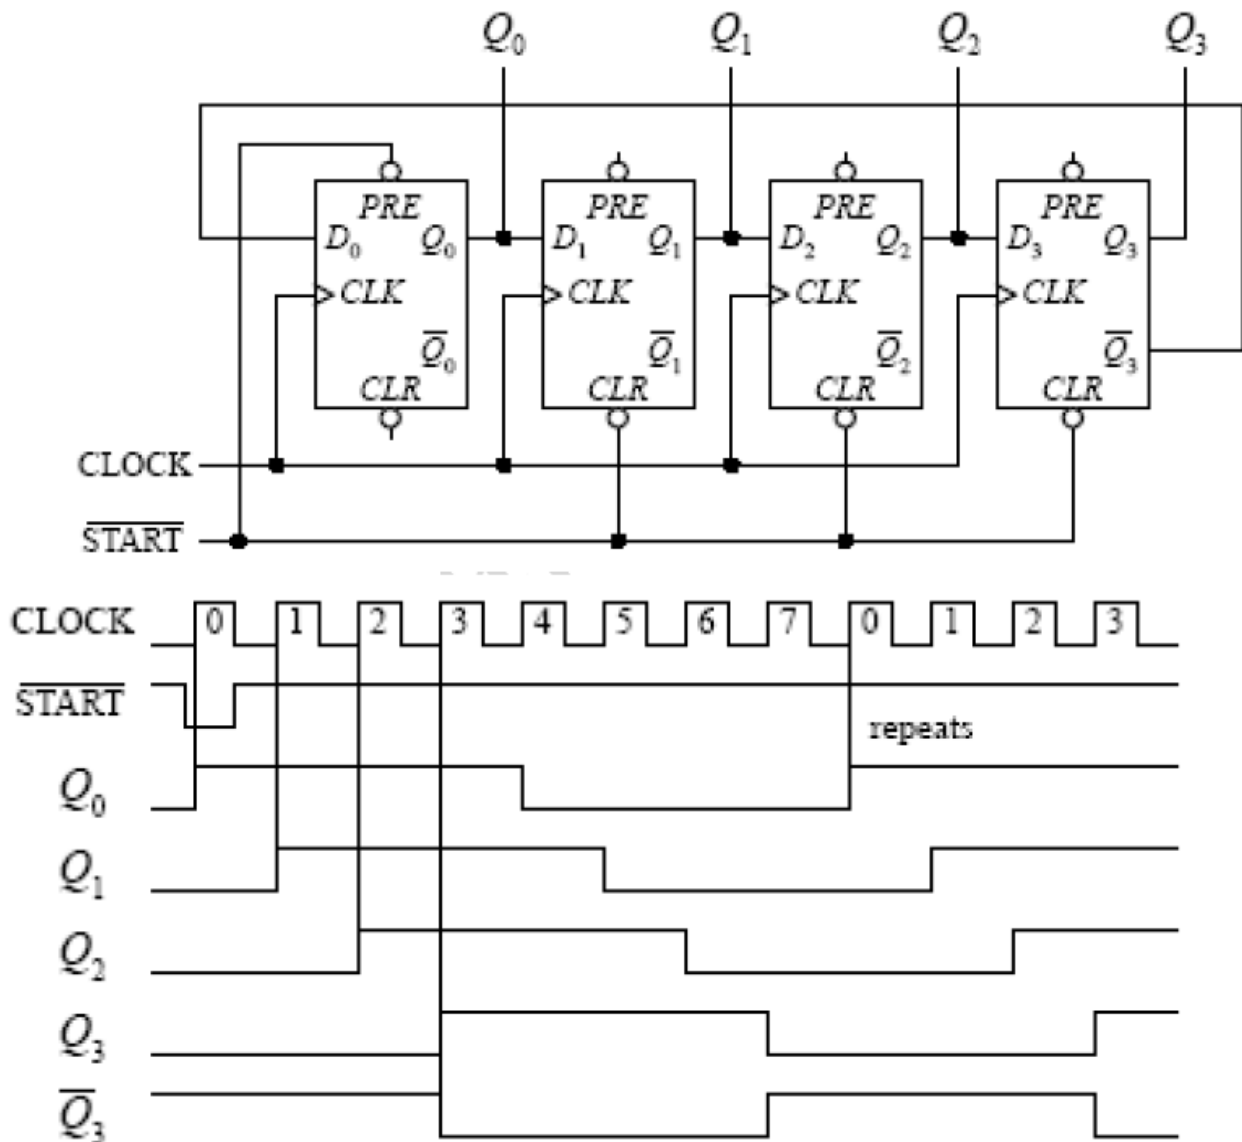 Q₀ Q₁ Q₂ Q₃
PRE PRE PRE PRE
D₀ Q₀ D₁ Q₁ D₂ Q₂ D₃ Q₃
CLK CLK CLK CLK
Q̅₀ Q̅₁ Q̅₂ Q̅₃
CLR CLR CLR CLR
CLOCK
S̅T̅A̅R̅T̅
CLOCK 0 1 2 3 4 5 6 7 0 1 2 3
S̅T̅A̅R̅T̅
repeats
Q₀
Q₁
Q₂
Q₃
Q̅₃